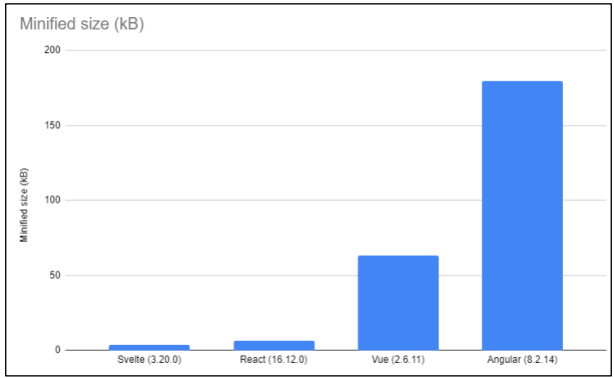 Minified size (kB)
200
150
100
50
0
Minified size (kB)
Svelte (3.20.0) React (16.12.0) Vue (2.6.11) Angular (8.2.14)